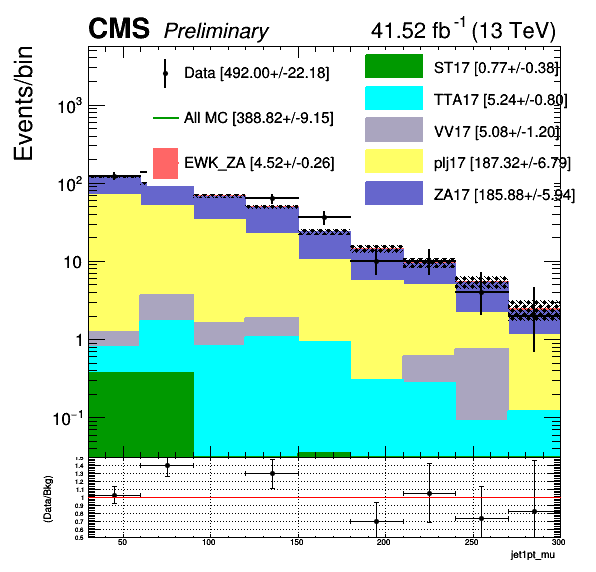 CMS Preliminary 41.52 fb⁻¹ (13 TeV)
Events/bin
Data [492.00+/-22.18]
All MC [388.82+/-9.15]
EWK_ZA [4.52+/-0.26]
ST17 [0.77+/-0.38]
TTA17 [5.24+/-0.80]
VV17 [5.08+/-1.20]
plj17 [187.32+/-6.79]
ZA17 [185.88+/-5.94]
10³
10²
10
1
10⁻¹
(Data/Bkg)
1.5
1.4
1.3
1.2
1.1
1
0.9
0.8
0.7
0.6
0.5
50 100 150 200 250 300
jet1pt_mu